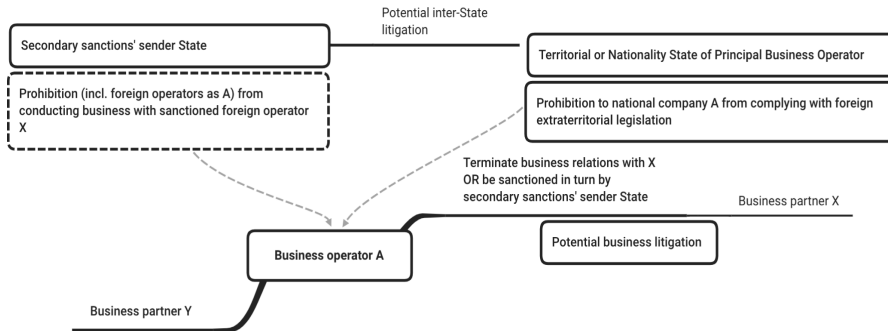 Potential inter-State
litigation
Secondary sanctions' sender State
Territorial or Nationality State of Principal Business Operator
Prohibition (incl. foreign operators as A) from
conducting business with sanctioned foreign operator
X
Prohibition to national company A from complying with foreign
extraterritorial legislation
Terminate business relations with X
OR be sanctioned in turn by
secondary sanctions' sender State
Business partner X
Potential business litigation
Business operator A
Business partner Y